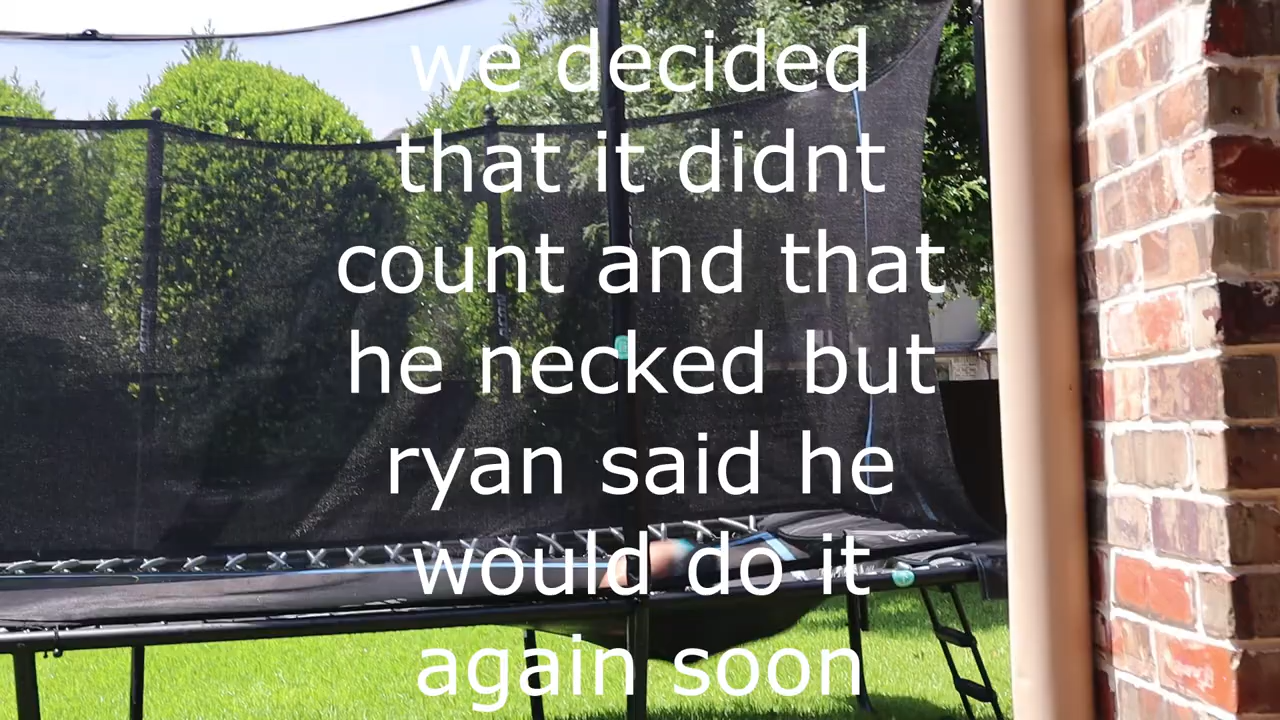 we decided
that it didnt
count and that
he necked but
ryan said he
would do it
again soon